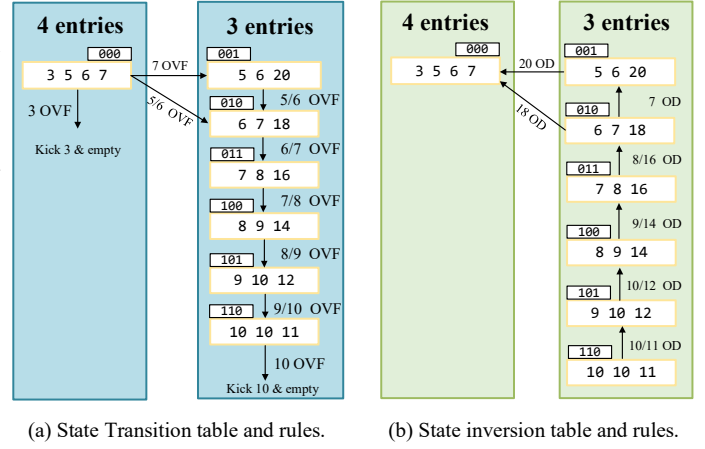 4 entries
3 entries
000
3 5 6 7
7 OVF
3 OVF
5/6 OVF
Kick 3 & empty
001
5 6 20
5/6 OVF
010
6 7 18
6/7 OVF
011
7 8 16
7/8 OVF
100
8 9 14
8/9 OVF
101
9 10 12
9/10 OVF
110
10 10 11
10 OVF
Kick 10 & empty
(a) State Transition table and rules.
4 entries
3 entries
000
3 5 6 7
20 OD
18 OD
001
5 6 20
7 OD
010
6 7 18
8/16 OD
011
7 8 16
9/14 OD
100
8 9 14
10/12 OD
101
9 10 12
10/11 OD
110
10 10 11
(b) State inversion table and rules.